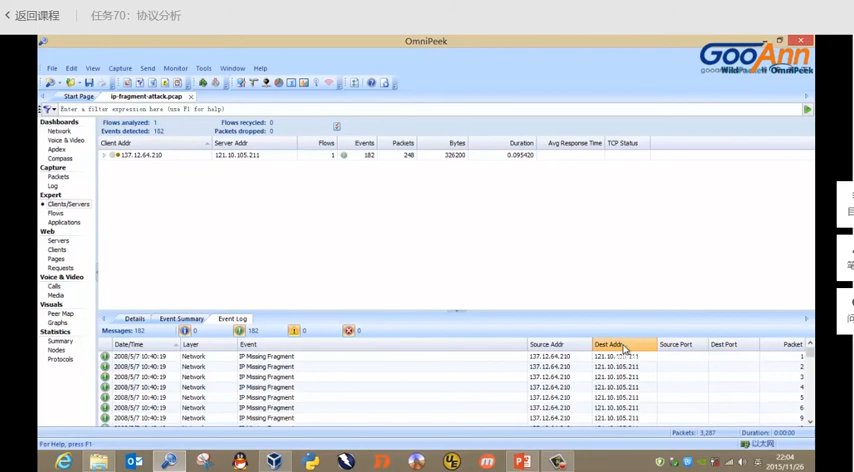 返回课程
任务70：协议分析
OmniPeek
GooAnn
WildPackets OmniPeek
File Edit View Capture Send Monitor Tools Window Help
Start Page ip-fragment-attack.pcap
Enter a filter expression here (use F1 for help)
Dashboards
Network
Voice & Video
Apdex
Compass
Capture
Packets
Log
Expert
Clients/Servers
Flows
Applications
Web
Servers
Clients
Pages
Requests
Voice & Video
Calls
Media
Visuals
Peer Map
Graphs
Statistics
Summary
Nodes
Protocols
Flows analyzed: 1 Flows recycled: 0
Events detected: 182 Packets dropped: 0
Client Addr Server Addr Flows Events Packets Bytes Duration Avg Response Time TCP Status
137.12.64.210 121.10.105.211 1 182 248 326200 0.095420
Details Event Summary Event Log
Messages: 182 0 182 0 0
Date/Time Layer Event Source Addr Dest Addr Source Port Dest Port Packet
2008/5/7 10:40:19 Network IP Missing Fragment 137.12.64.210 121.10.105.211 1
2008/5/7 10:40:19 Network IP Missing Fragment 137.12.64.210 121.10.105.211 2
2008/5/7 10:40:19 Network IP Missing Fragment 137.12.64.210 121.10.105.211 3
2008/5/7 10:40:19 Network IP Missing Fragment 137.12.64.210 121.10.105.211 4
2008/5/7 10:40:19 Network IP Missing Fragment 137.12.64.210 121.10.105.211 5
2008/5/7 10:40:19 Network IP Missing Fragment 137.12.64.210 121.10.105.211 6
2008/5/7 10:40:19 Network IP Missing Fragment 137.12.64.210 121.10.105.211 9
For Help, press F1
Packets: 3,287 Duration: 0:00:00
以太网
英
22:04
2015/11/26